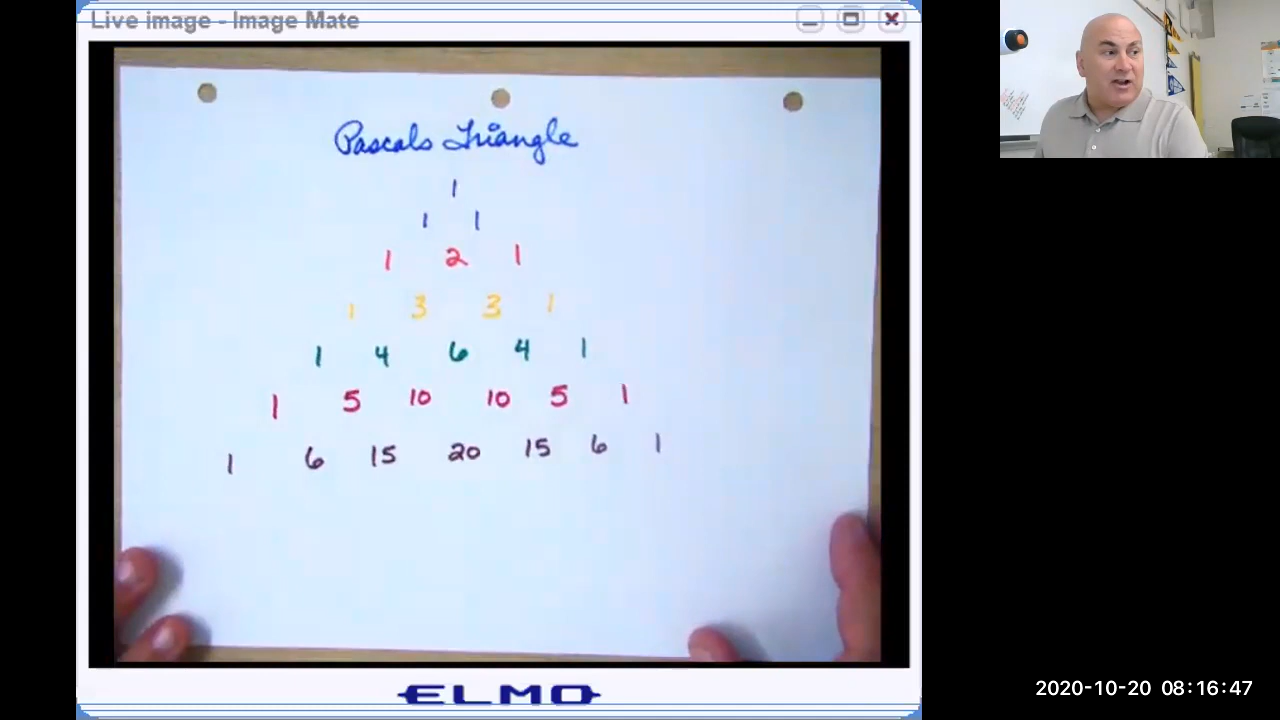 Live image - Image Mate
Pascals Triangle
1
1 1
1 2 1
1 3 3 1
1 4 6 4 1
1 5 10 10 5 1
1 6 15 20 15 6 1
ELMO
2020-10-20 08:16:47